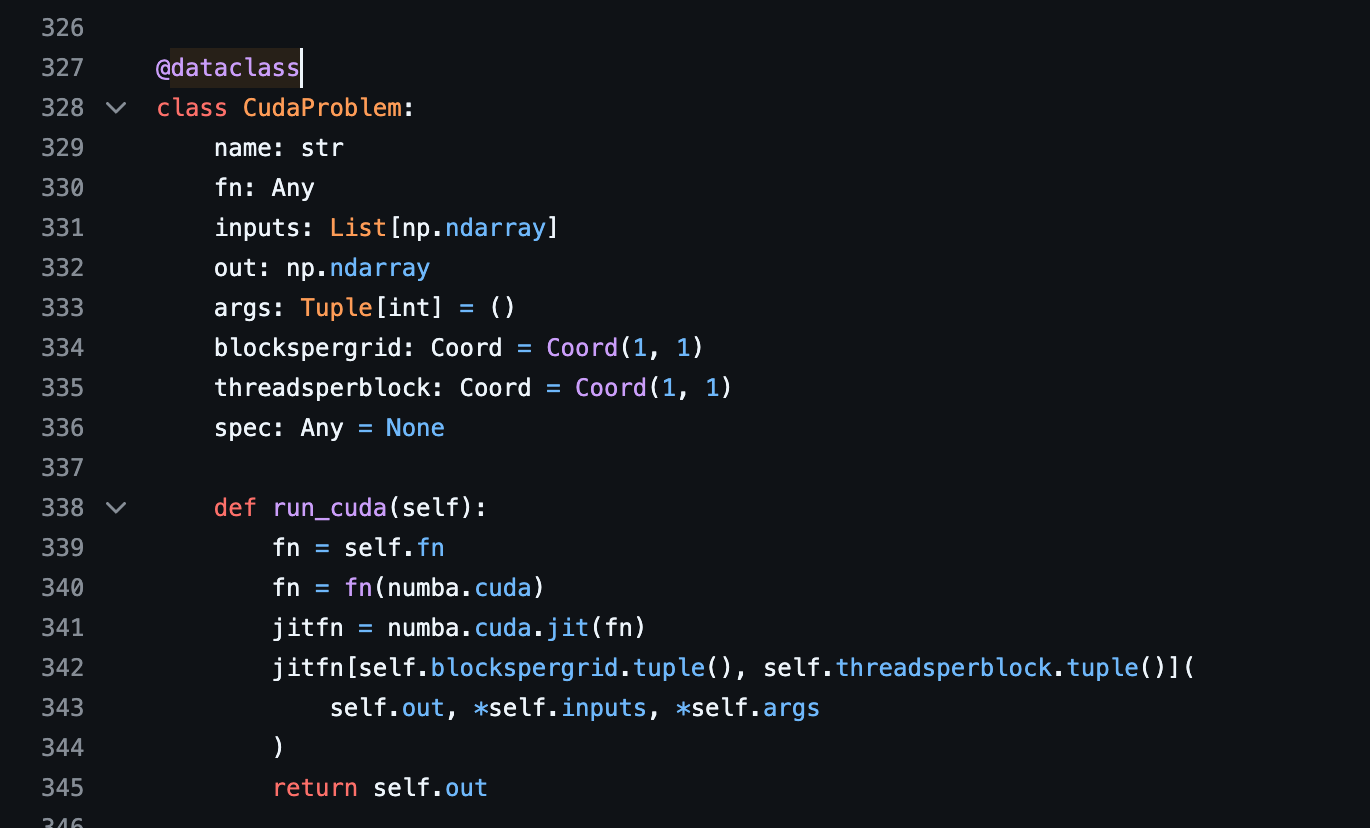 326
327 @dataclass
328 class CudaProblem:
329     name: str
330     fn: Any
331     inputs: List[np.ndarray]
332     out: np.ndarray
333     args: Tuple[int] = ()
334     blockspergrid: Coord = Coord(1, 1)
335     threadsperblock: Coord = Coord(1, 1)
336     spec: Any = None
337
338     def run_cuda(self):
339         fn = self.fn
340         fn = fn(numba.cuda)
341         jitfn = numba.cuda.jit(fn)
342         jitfn[self.blockspergrid.tuple(), self.threadsperblock.tuple()](
343             self.out, *self.inputs, *self.args
344         )
345         return self.out
346